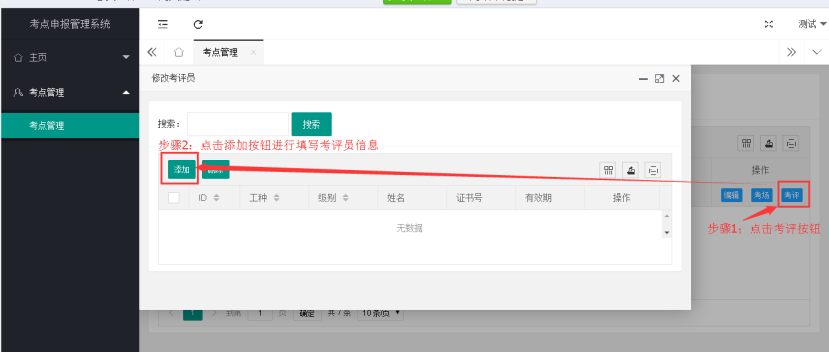 考点申报管理系统
测试
主页
考点管理
考点管理
考点管理
修改考评员
搜索：
搜索
步骤2：点击添加按钮进行填写考评员信息
添加
ID
工种
级别
姓名
证书号
有效期
操作
无数据
操作
编辑
考场
考评
步骤1：点击考评按钮
1
到第
1
页
确定
共 7 条
10 条/页